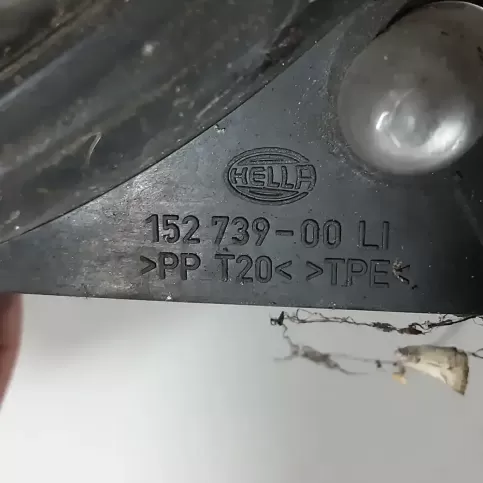 HELLA
152 739-00 LI
>PP T20< >TPE<